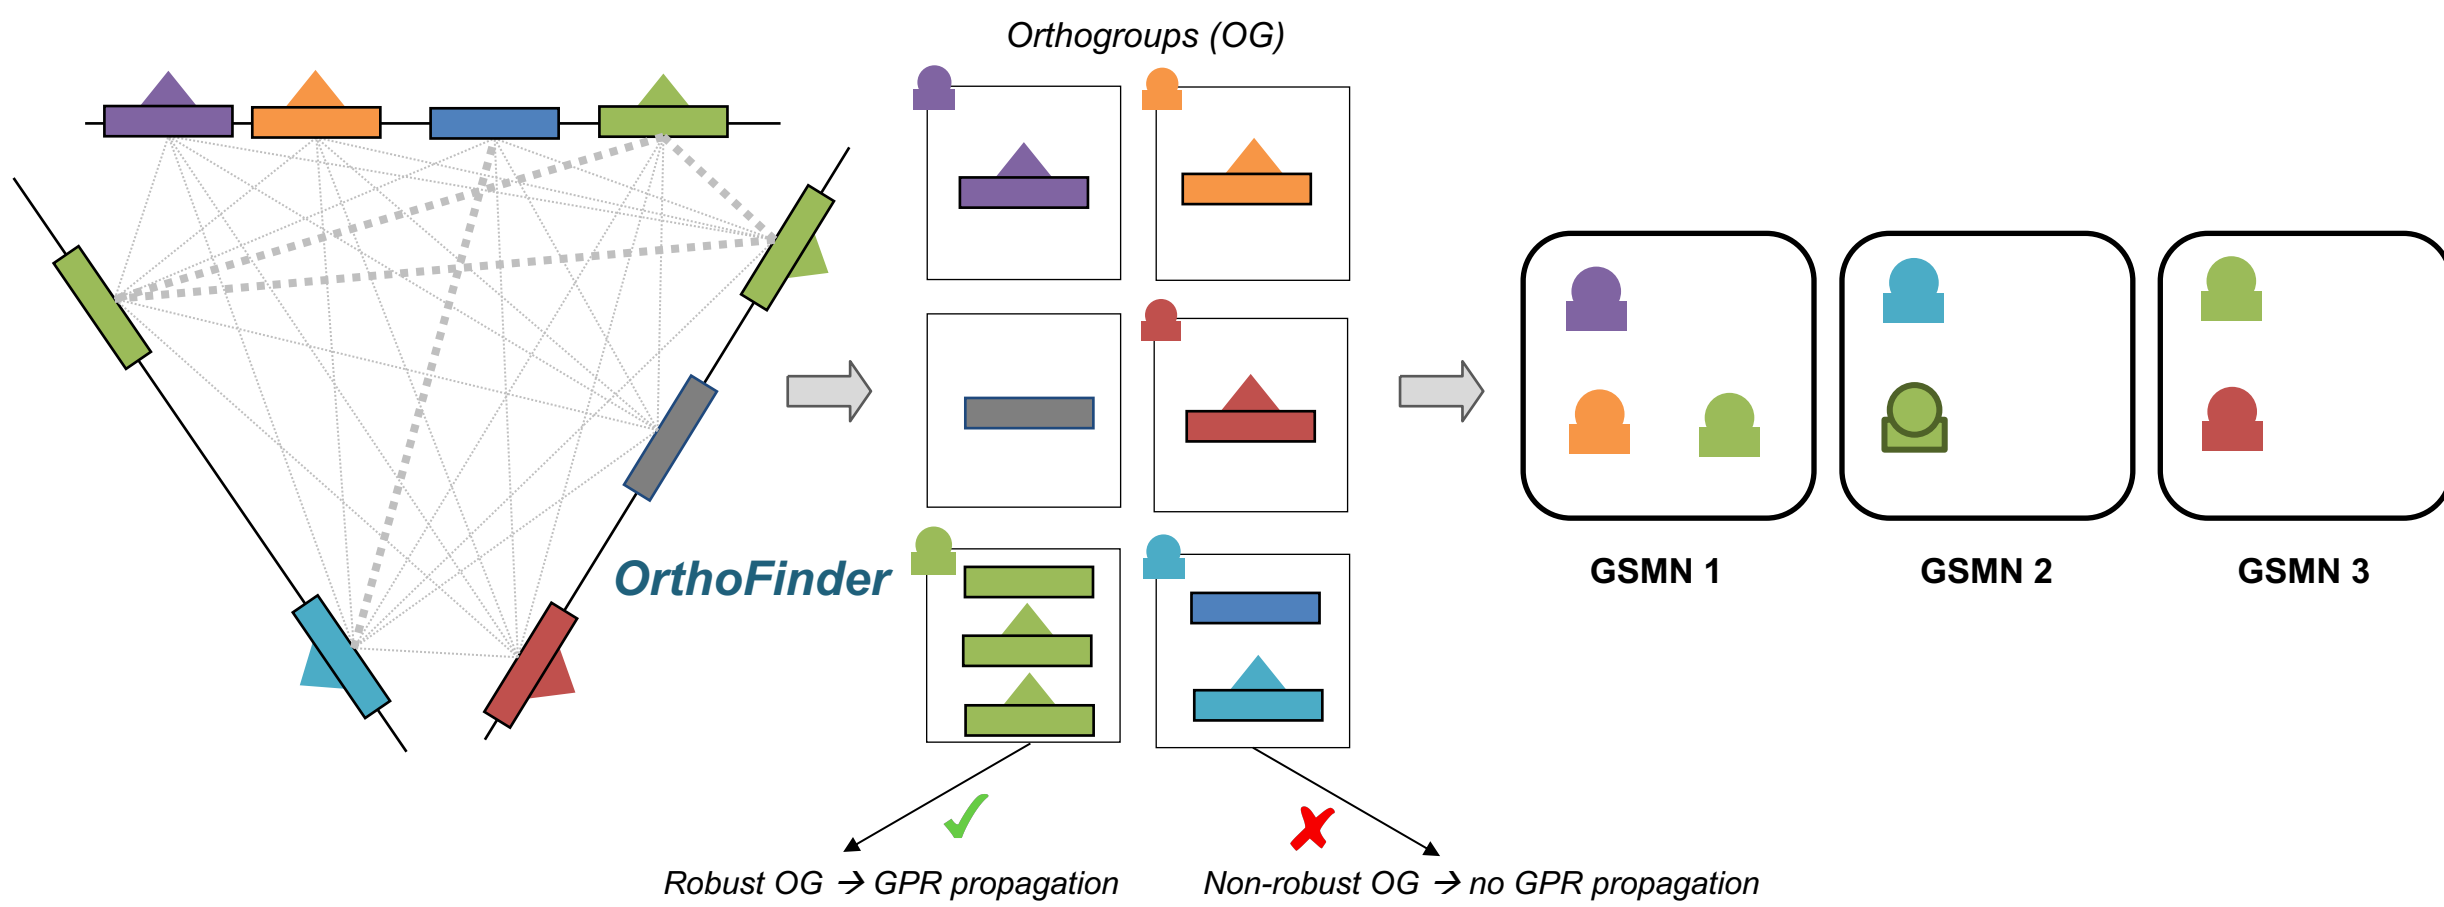 Orthogroups (OG)
OrthoFinder
GSMN 1
GSMN 2
GSMN 3
Robust OG → GPR propagation
Non-robust OG → no GPR propagation